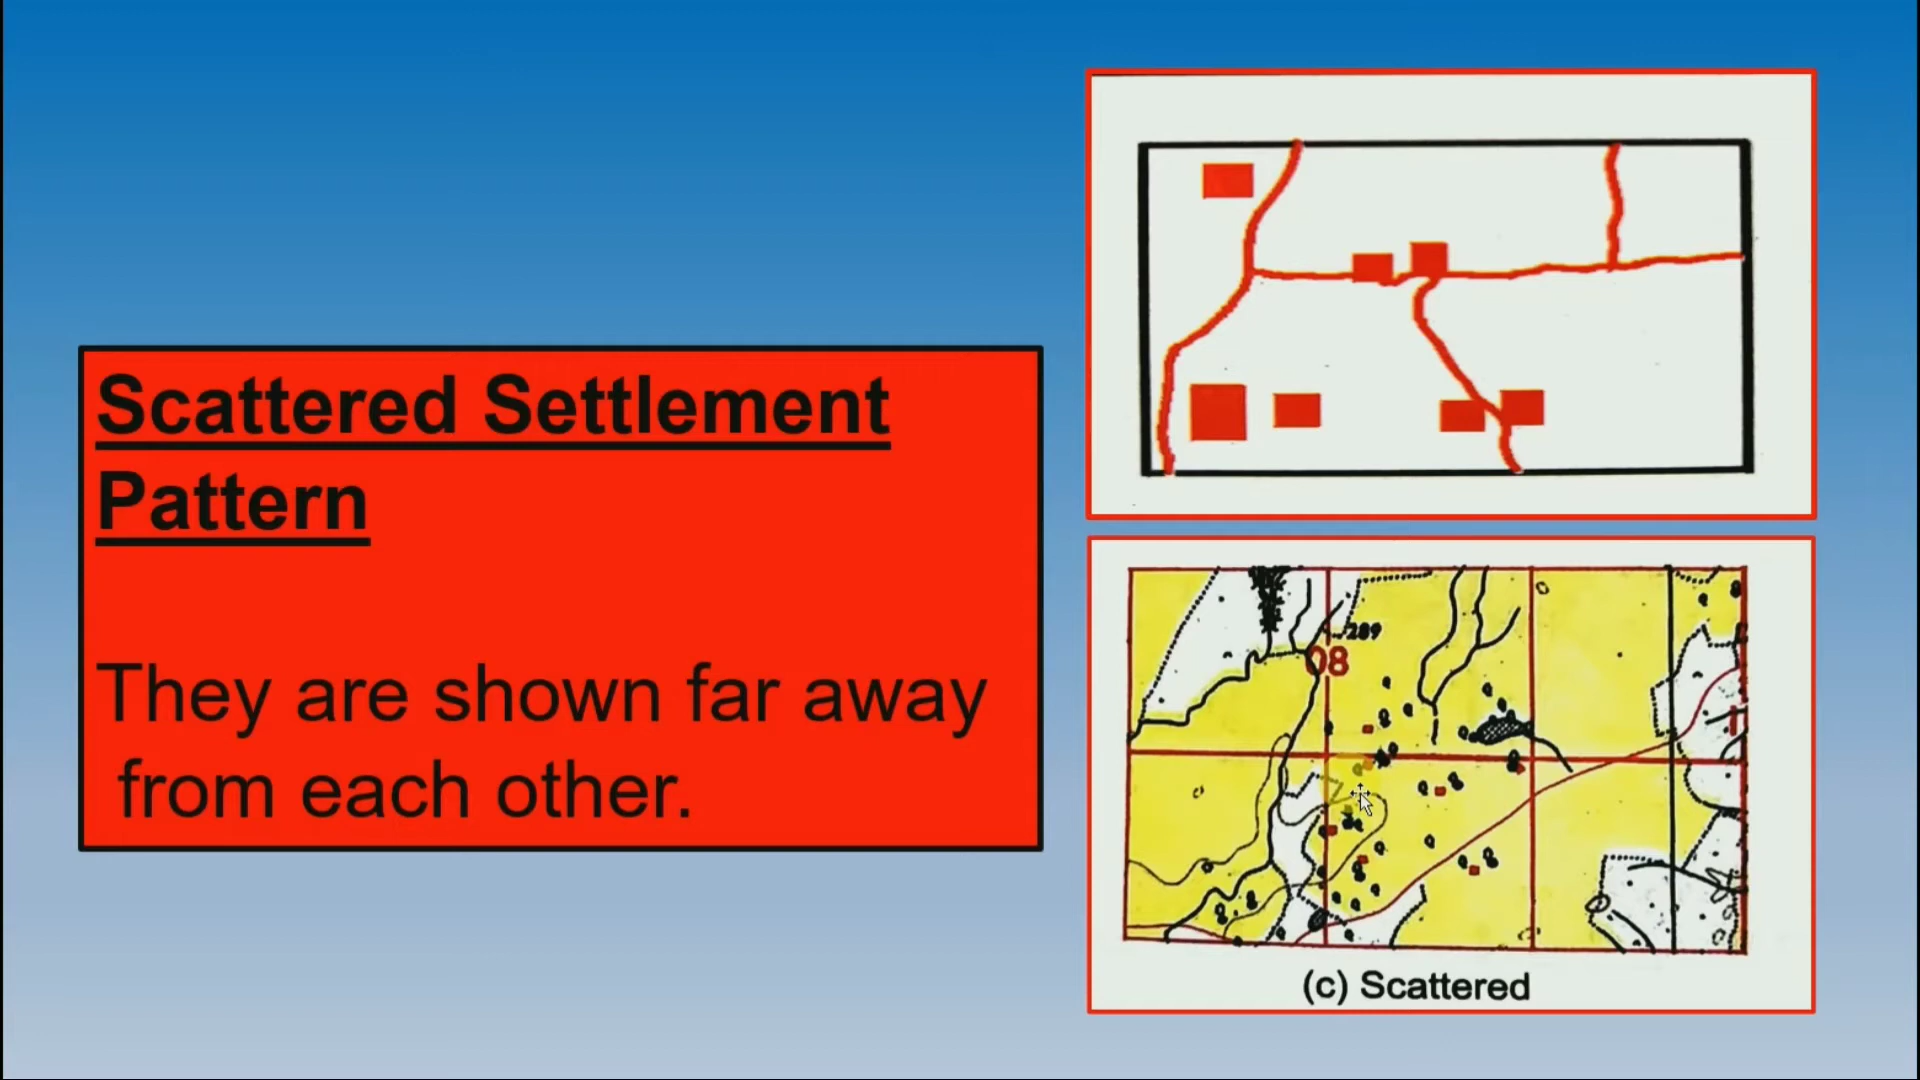 Scattered Settlement
Pattern
They are shown far away
from each other.
.289
08
(c) Scattered